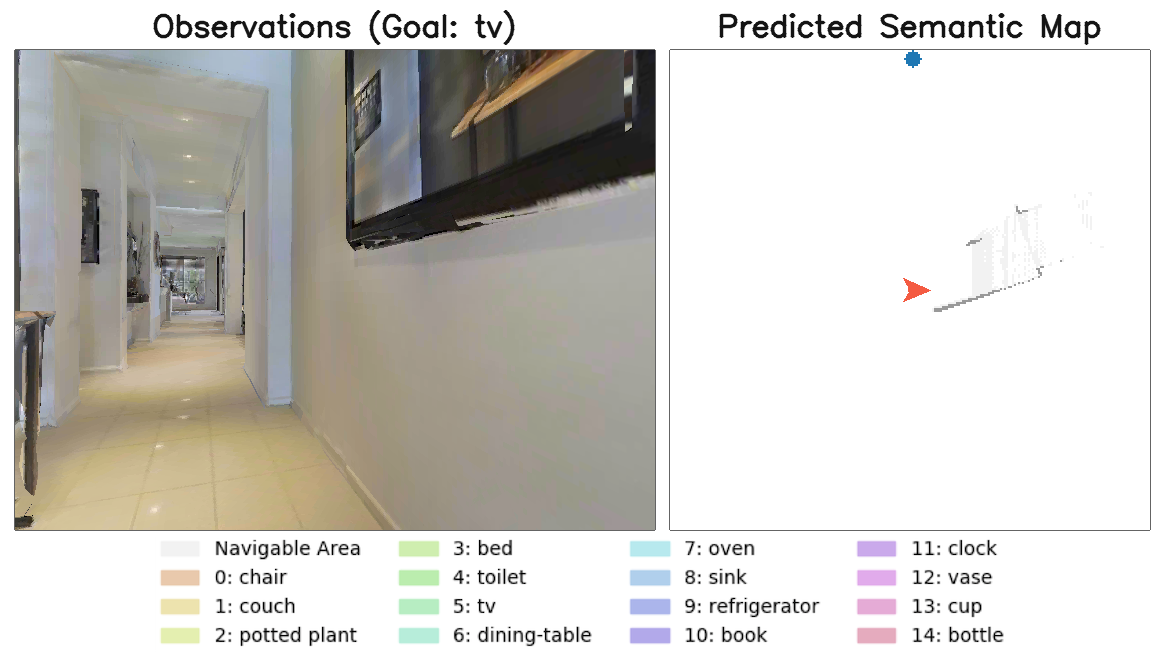 Observations (Goal: tv)
Predicted Semantic Map
Navigable Area
0: chair
1: couch
2: potted plant
3: bed
4: toilet
5: tv
6: dining-table
7: oven
8: sink
9: refrigerator
10: book
11: clock
12: vase
13: cup
14: bottle